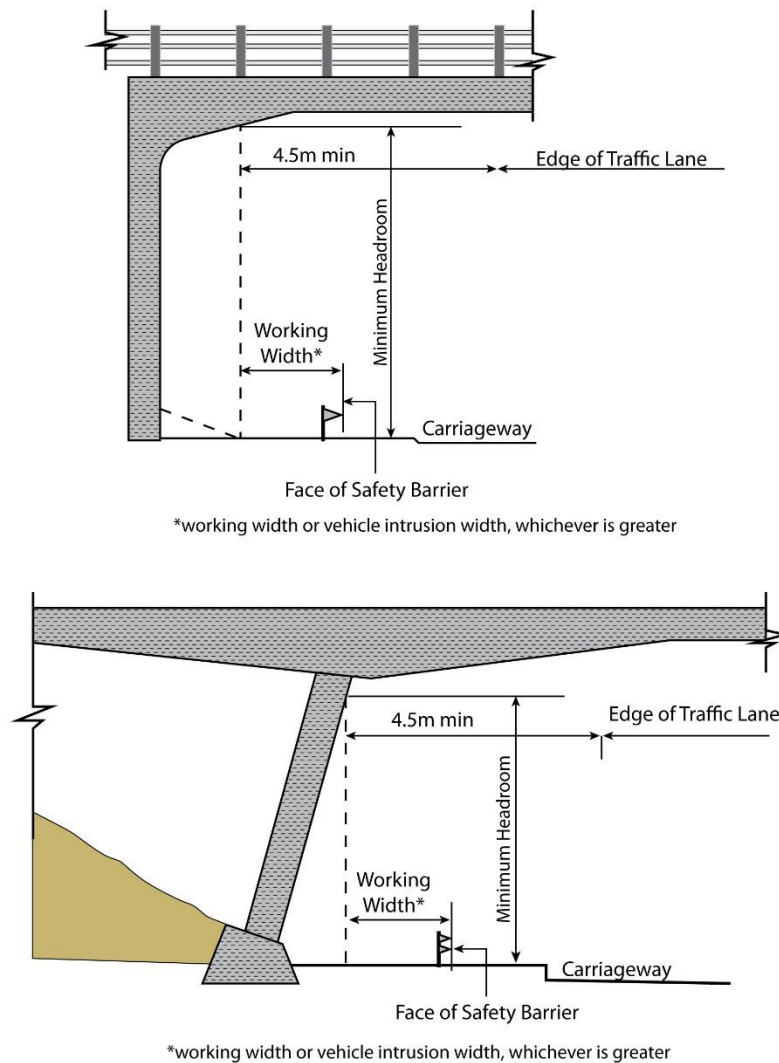 4.5m min
Edge of Traffic Lane
Minimum Headroom
Working
Width*
Carriageway
Face of Safety Barrier
*working width or vehicle intrusion width, whichever is greater
4.5m min
Edge of Traffic Lane
Minimum Headroom
Working
Width*
Carriageway
Face of Safety Barrier
*working width or vehicle intrusion width, whichever is greater